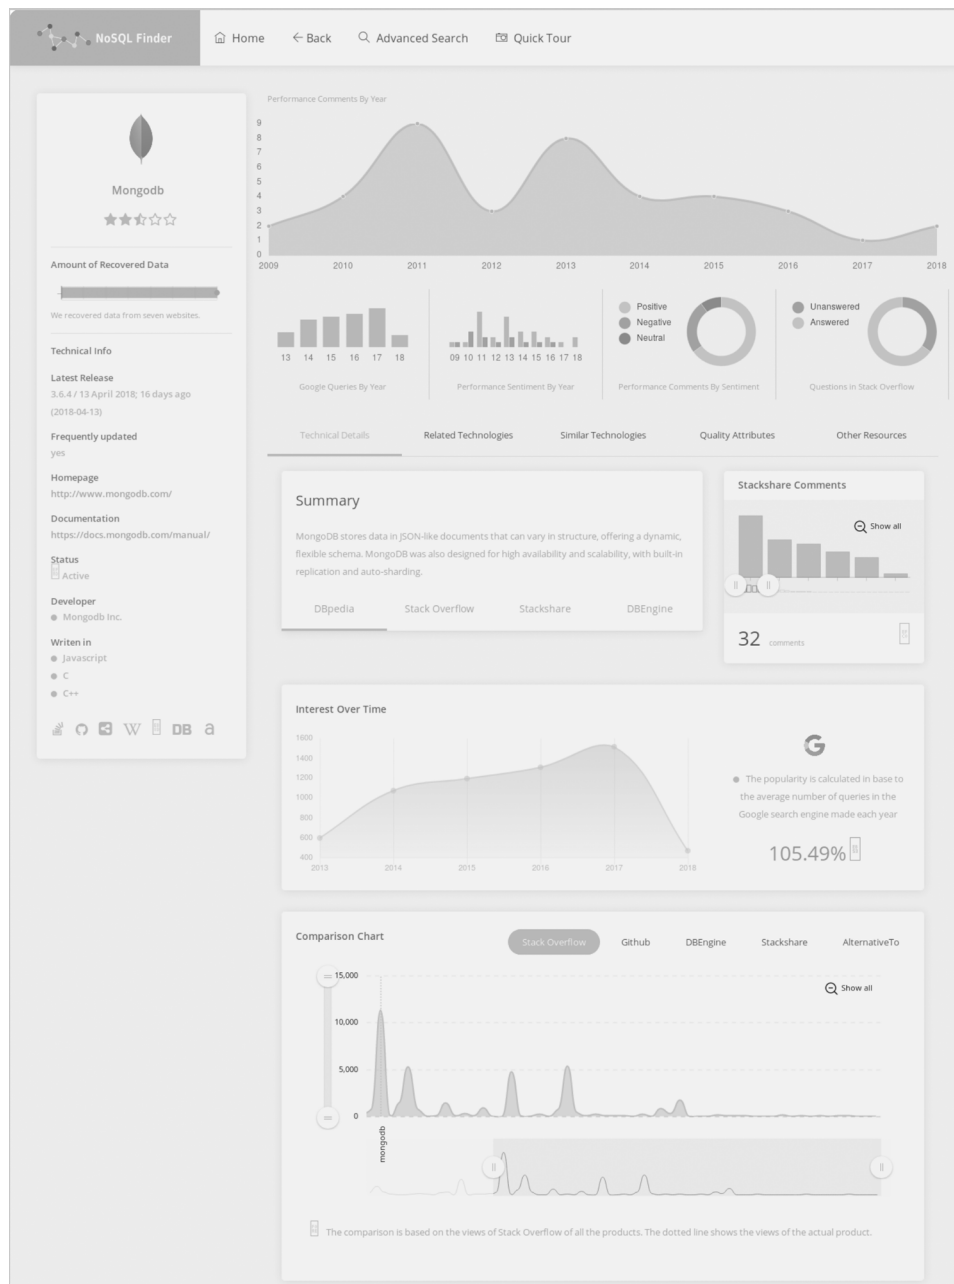 NoSQL Finder
Home
Back
Advanced Search
Quick Tour
Mongodb
Amount of Recovered Data
We recovered data from seven websites.
Technical Info
Latest Release
3.6.4 / 13 April 2018; 16 days ago
(2018-04-13)
Frequently updated
yes
Homepage
http://www.mongodb.com/
Documentation
https://docs.mongodb.com/manual/
Status
Active
Developer
Mongodb Inc.
Writen in
Javascript
C
C++
W DB a
Performance Comments By Year
9
8
7
6
5
4
3
2
1
0
2009 2010 2011 2012 2013 2014 2015 2016 2017 2018
13 14 15 16 17 18
Google Queries By Year
09 10 11 12 13 14 15 16 17 18
Performance Sentiment By Year
Positive
Negative
Neutral
Performance Comments By Sentiment
Unanswered
Answered
Questions in Stack Overflow
Technical Details
Related Technologies
Similar Technologies
Quality Attributes
Other Resources
Summary
MongoDB stores data in JSON-like documents that can vary in structure, offering a dynamic,
flexible schema. MongoDB was also designed for high availability and scalability, with built-in
replication and auto-sharding.
DBpedia
Stack Overflow
Stackshare
DBEngine
Stackshare Comments
Show all
32 comments
Interest Over Time
1600
1400
1200
1000
800
600
400
2013 2014 2015 2016 2017 2018
G
The popularity is calculated in base to
the average number of queries in the
Google search engine made each year
105.49%
Comparison Chart
Stack Overflow
Github
DBEngine
Stackshare
AlternativeTo
Show all
15,000
10,000
5,000
0
mongodb
The comparison is based on the views of Stack Overflow of all the products. The dotted line shows the views of the actual product.